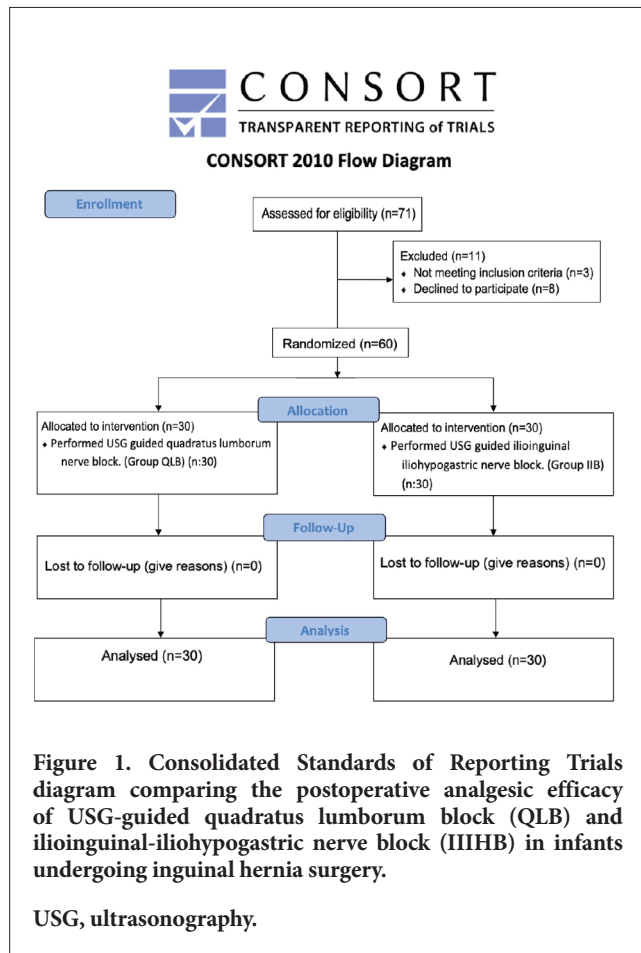 CONSORT
TRANSPARENT REPORTING of TRIALS
CONSORT 2010 Flow Diagram
Enrollment
Assessed for eligibility (n=71)
Excluded (n=11)
♦ Not meeting inclusion criteria (n=3)
♦ Declined to participate (n=8)
Randomized (n=60)
Allocation
Allocated to intervention (n=30)
♦ Performed USG guided quadratus lumborum
nerve block. (Group QLB) (n:30)
Allocated to intervention (n=30)
♦ Performed USG guided ilioinguinal
iliohypogastric nerve block. (Group IIB)
(n:30)
Follow-Up
Lost to follow-up (give reasons) (n=0)
Lost to follow-up (give reasons) (n=0)
Analysis
Analysed (n=30)
Analysed (n=30)
Figure 1. Consolidated Standards of Reporting Trials
diagram comparing the postoperative analgesic efficacy
of USG-guided quadratus lumborum block (QLB) and
ilioinguinal-iliohypogastric nerve block (IIIHB) in infants
undergoing inguinal hernia surgery.
USG, ultrasonography.